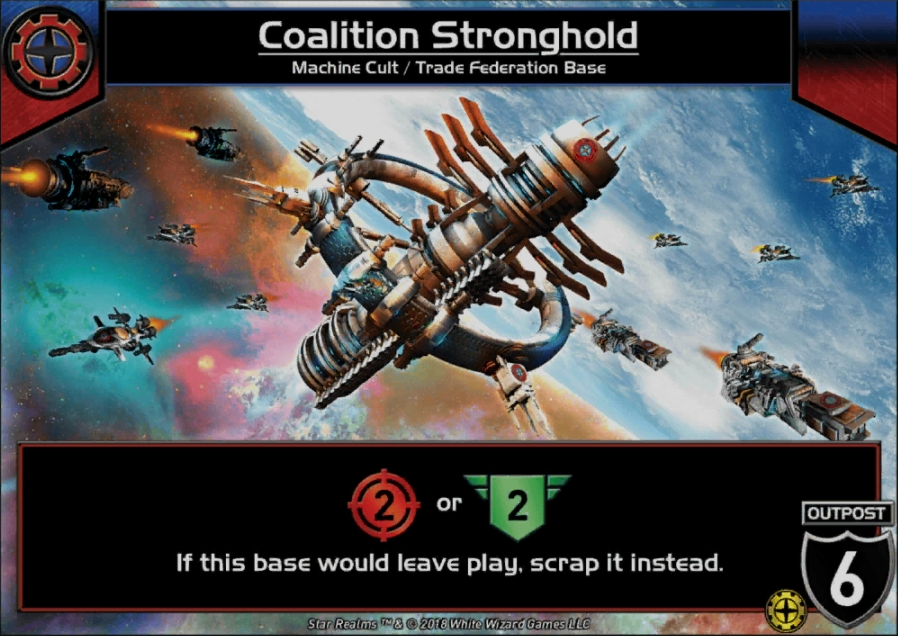 Coalition Stronghold
Machine Cult / Trade Federation Base
2 or 2
If this base would leave play, scrap it instead.
OUTPOST
6
Star Realms ™ & © 2018 White Wizard Games LLC